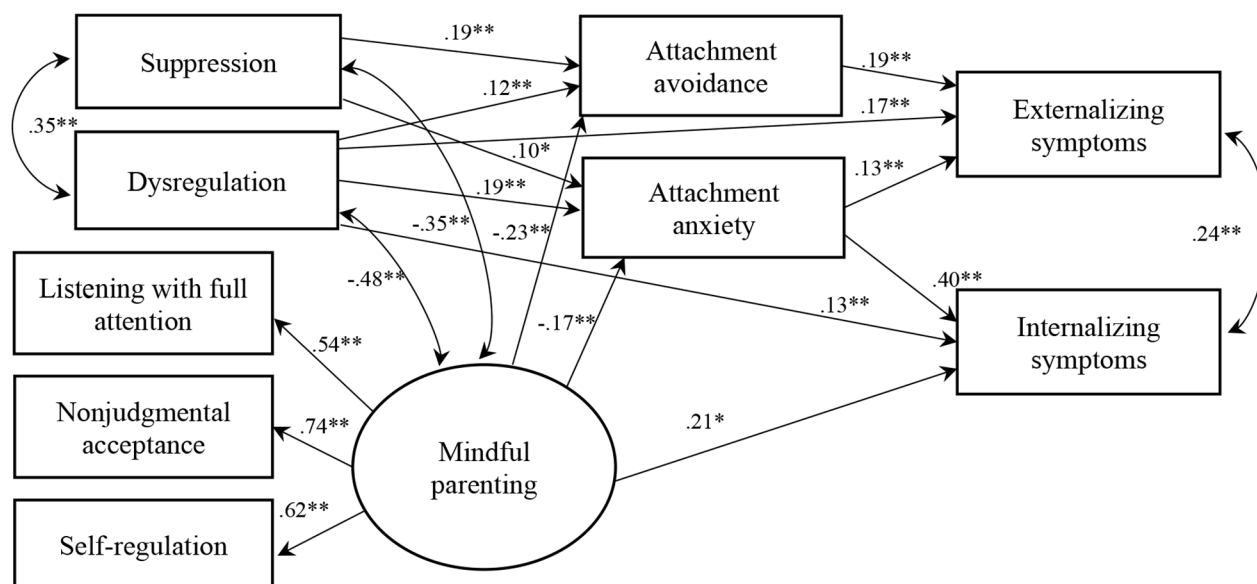 Suppression
Dysregulation
.35**
Listening with full
attention
Nonjudgmental
acceptance
Self-regulation
.54**
.74**
.62**
Mindful
parenting
-.48**
-.35**
-.23**
-.17**
.19**
.12**
.17**
.10*
.19**
.13**
.21*
Attachment
avoidance
Attachment
anxiety
.19**
.13**
.40**
Externalizing
symptoms
Internalizing
symptoms
.24**